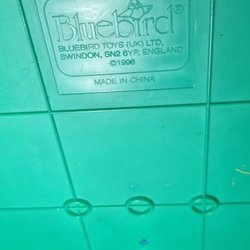 Bluebird®
BLUEBIRD TOYS (UK) LTD,
SWINDON, SN2 6YP, ENGLAND
©1996
MADE IN CHINA